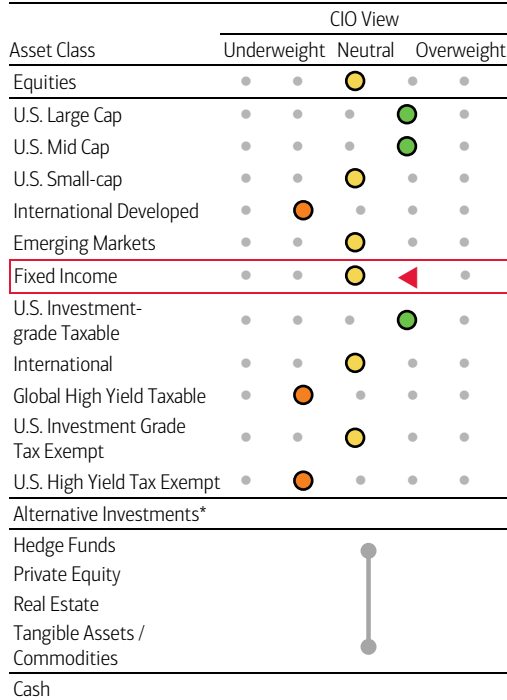 CIO View
Asset Class Underweight Neutral Overweight
Equities
U.S. Large Cap
U.S. Mid Cap
U.S. Small-cap
International Developed
Emerging Markets
Fixed Income
U.S. Investment-
grade Taxable
International
Global High Yield Taxable
U.S. Investment Grade
Tax Exempt
U.S. High Yield Tax Exempt
Alternative Investments*
Hedge Funds
Private Equity
Real Estate
Tangible Assets /
Commodities
Cash